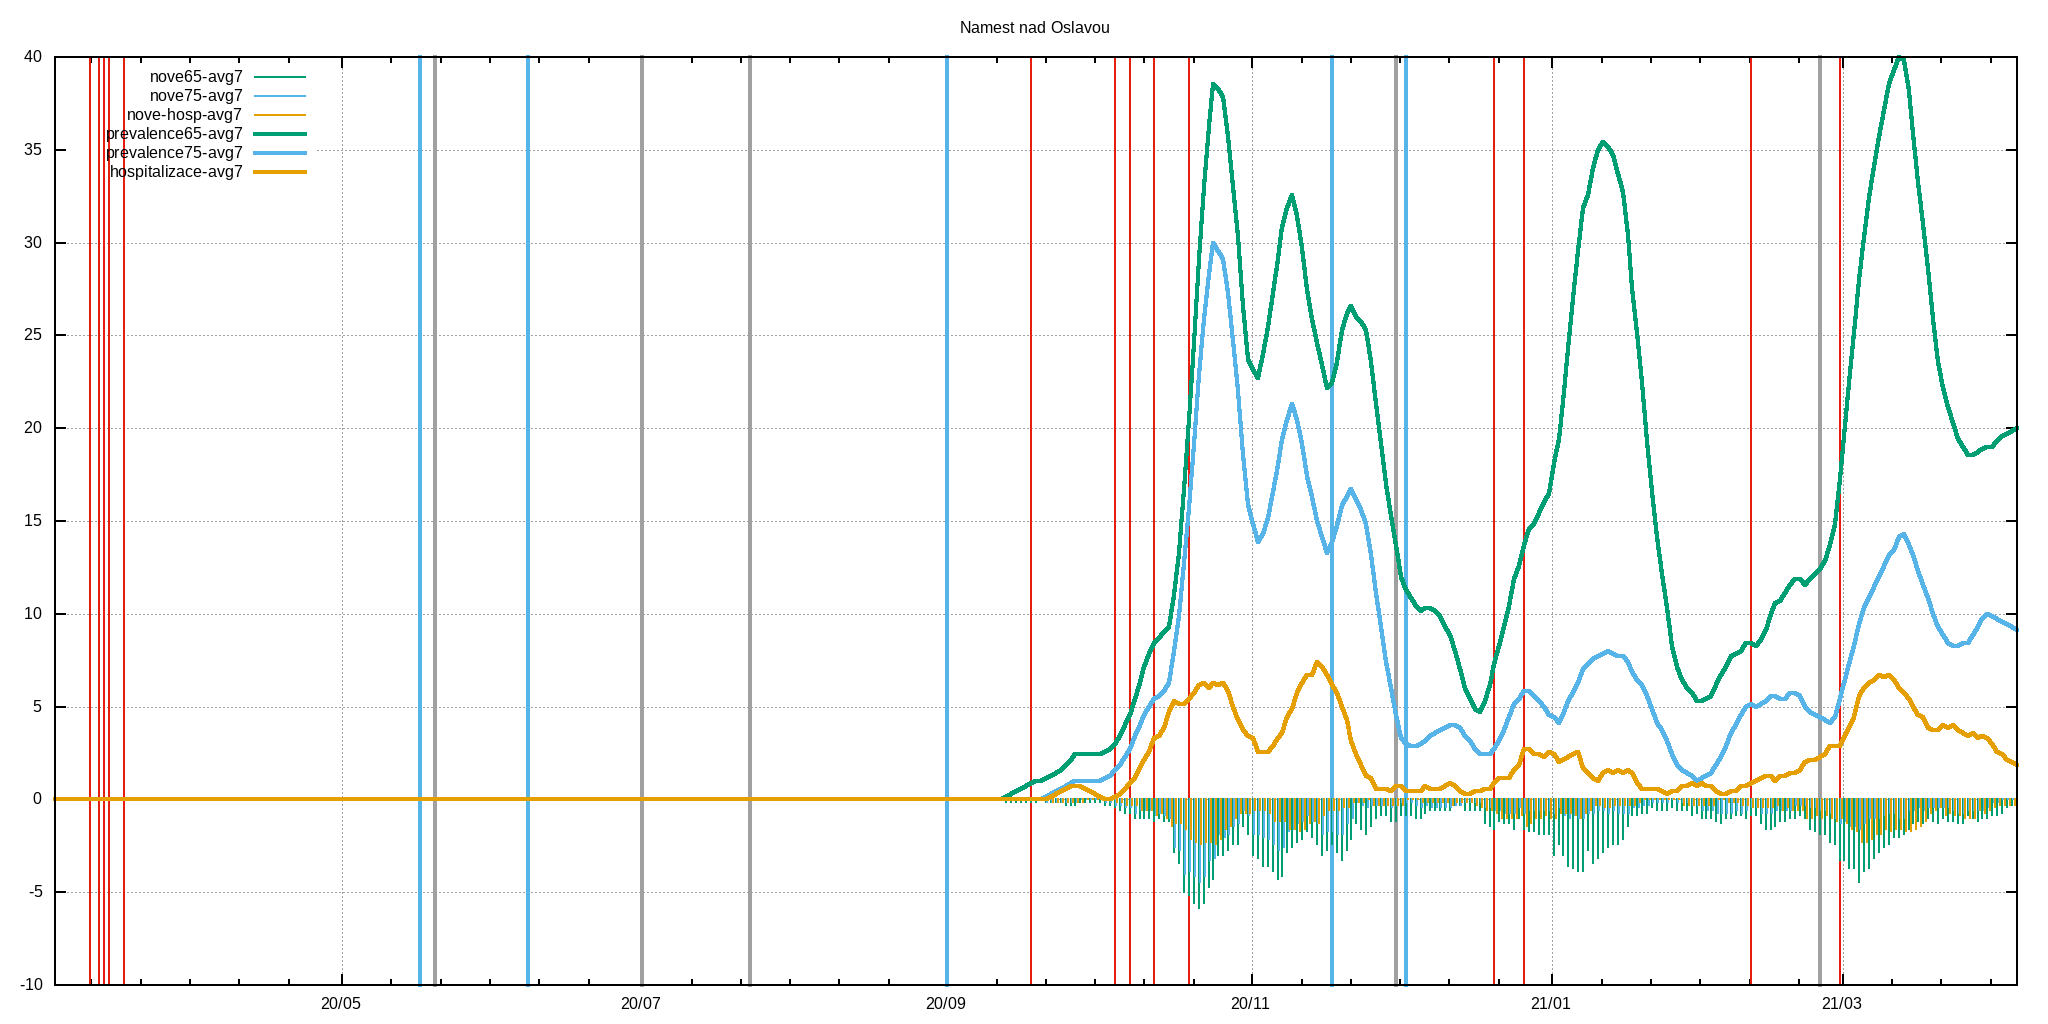 Namest nad Oslavou
40
nove65-avg7
nove75-avg7
nove-hosp-avg7
prevalence65-avg7
prevalence75-avg7
hospitalizace-avg7
35
30
25
20
15
10
5
0
-5
-10
20/05 20/07 20/09 20/11 21/01 21/03